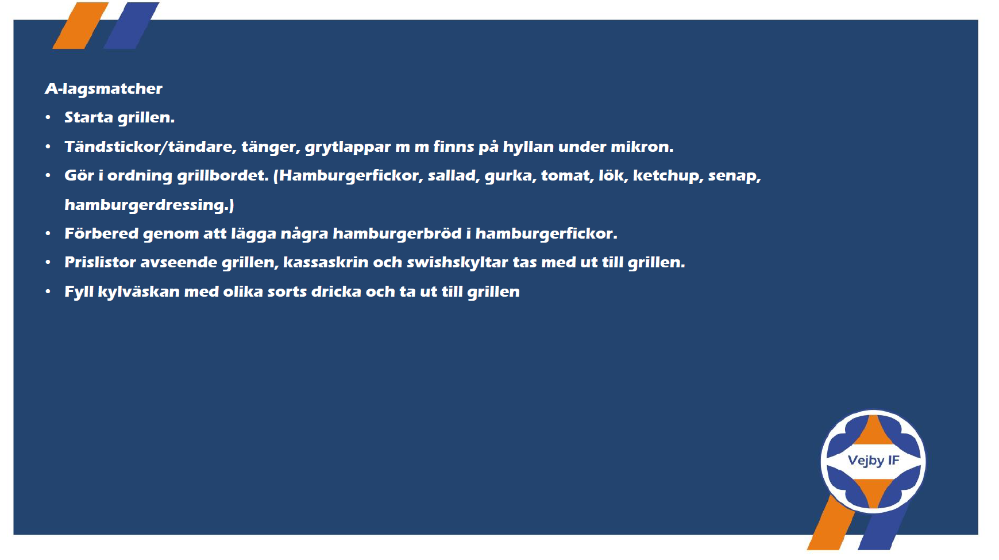 A-lagsmatcher
• Starta grillen.
• Tändstickor/tändare, tänger, grytlappar m m finns på hyllan under mikron.
• Gör i ordning grillbordet. (Hamburgerfickor, sallad, gurka, tomat, lök, ketchup, senap,
hamburgerdressing.)
• Förbered genom att lägga några hamburgerbröd i hamburgerfickor.
• Prislistor avseende grillen, kassaskrin och swishskyltar tas med ut till grillen.
• Fyll kylväskan med olika sorts dricka och ta ut till grillen
Vejby IF